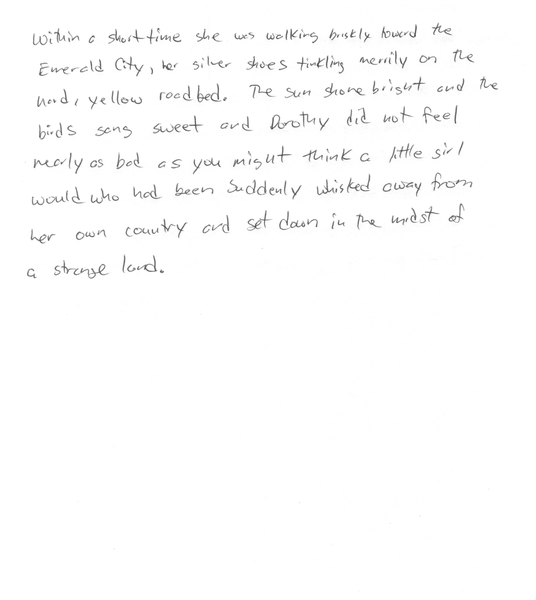 Within a short time she was walking briskly toward the
Emerald City, her silver shoes tinkling merrily on the
hard, yellow roadbed. The sun shone bright and the
birds sang sweet and Dorothy did not feel
nearly as bad as you might think a little girl
would who had been suddenly whisked away from
her own country and set down in the midst of
a strange land.